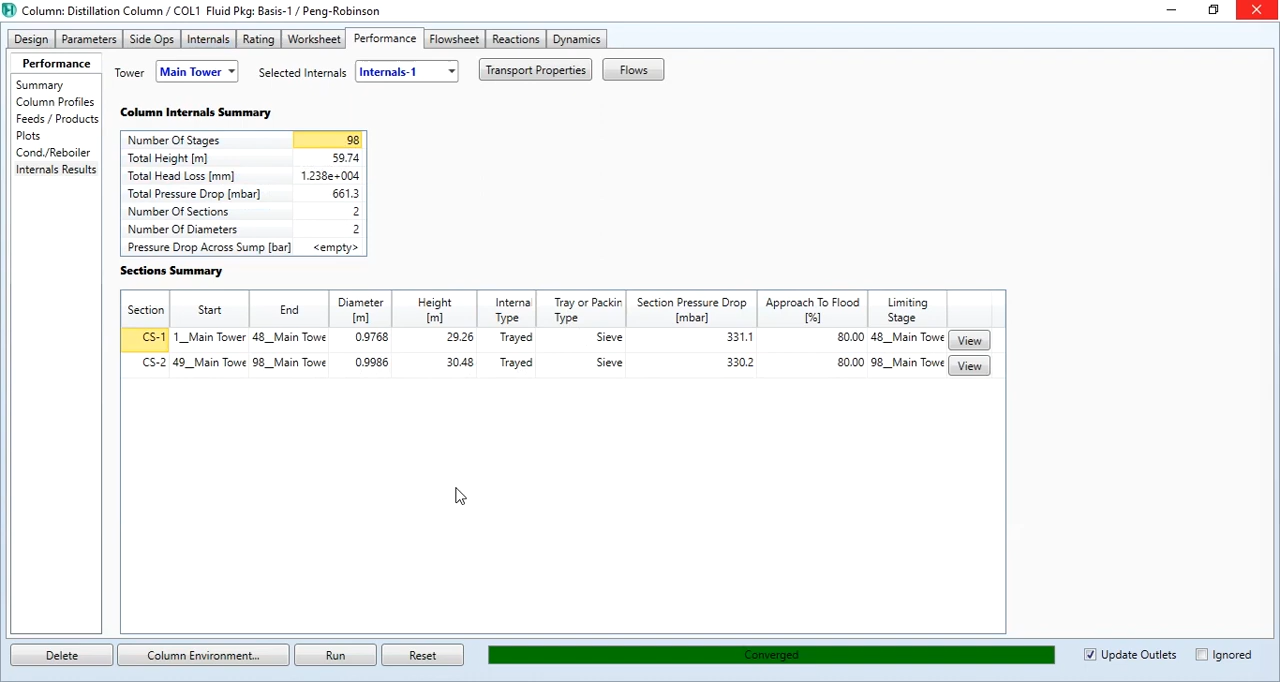 Column: Distillation Column / COL1 Fluid Pkg: Basis-1 / Peng-Robinson
Design Parameters Side Ops Internals Rating Worksheet Performance Flowsheet Reactions Dynamics
Performance
Summary
Column Profiles
Feeds / Products
Plots
Cond./Reboiler
Internals Results
Tower Main Tower Selected Internals Internals-1 Transport Properties Flows
Column Internals Summary
Number Of Stages 98
Total Height [m] 59.74
Total Head Loss [mm] 1.238e+004
Total Pressure Drop [mbar] 661.3
Number Of Sections 2
Number Of Diameters 2
Pressure Drop Across Sump [bar] <empty>
Sections Summary
Section Start End Diameter [m] Height [m] Interna Type Tray or Packin Type Section Pressure Drop [mbar] Approach To Flood [%] Limiting Stage
CS-1 1__Main Tower 48__Main Towe 0.9768 29.26 Trayed Sieve 331.1 80.00 48__Main Towe View
CS-2 49__Main Towe 98__Main Towe 0.9986 30.48 Trayed Sieve 330.2 80.00 98__Main Towe View
Delete Column Environment... Run Reset Converged Update Outlets Ignored